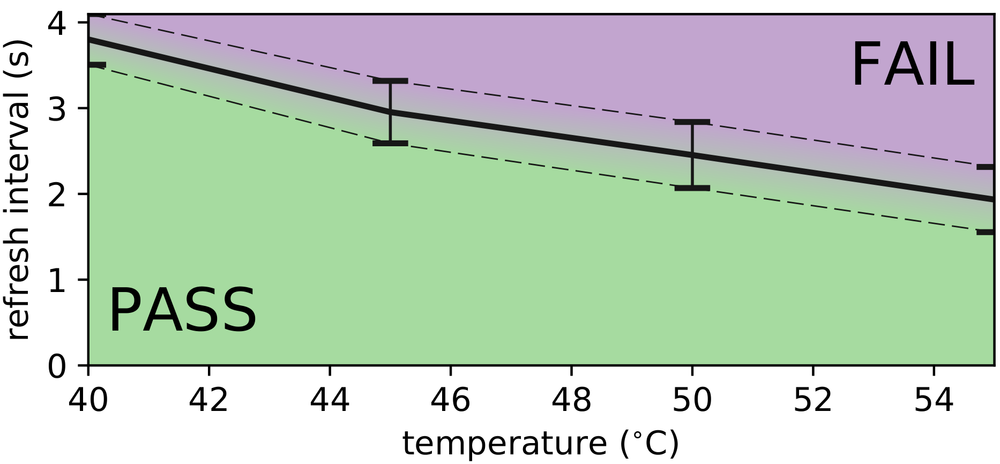 4
3
2
1
0
refresh interval (s)
FAIL
PASS
40 42 44 46 48 50 52 54
temperature (°C)